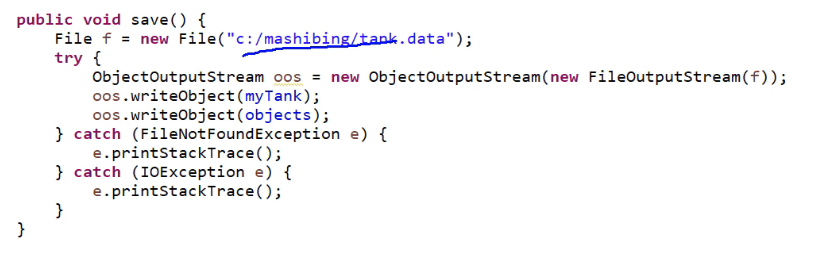 public void save() {
    File f = new File("c:/mashibing/tank.data");
    try {
        ObjectOutputStream oos = new ObjectOutputStream(new FileOutputStream(f));
        oos.writeObject(myTank);
        oos.writeObject(objects);
    } catch (FileNotFoundException e) {
        e.printStackTrace();
    } catch (IOException e) {
        e.printStackTrace();
    }
}